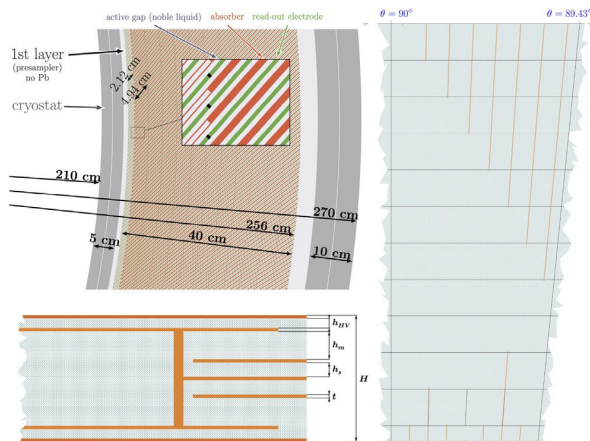 active gap (noble liquid) absorber read-out electrode
1st layer
(presampler)
no Pb
2.12 cm
4.94 cm
cryostat
210 cm
270 cm
256 cm
5 cm
40 cm
10 cm
h_HV
h_m
h_s
t
H
θ = 90°
θ = 89.43°